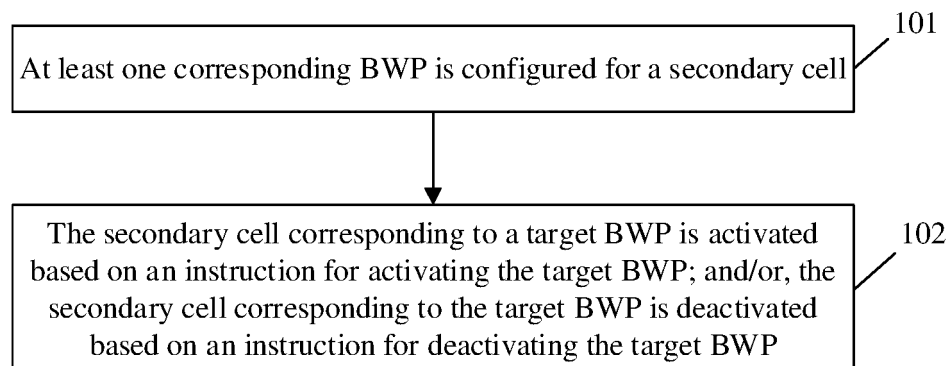 101
At least one corresponding BWP is configured for a secondary cell
The secondary cell corresponding to a target BWP is activated
based on an instruction for activating the target BWP; and/or, the
secondary cell corresponding to the target BWP is deactivated
based on an instruction for deactivating the target BWP
102